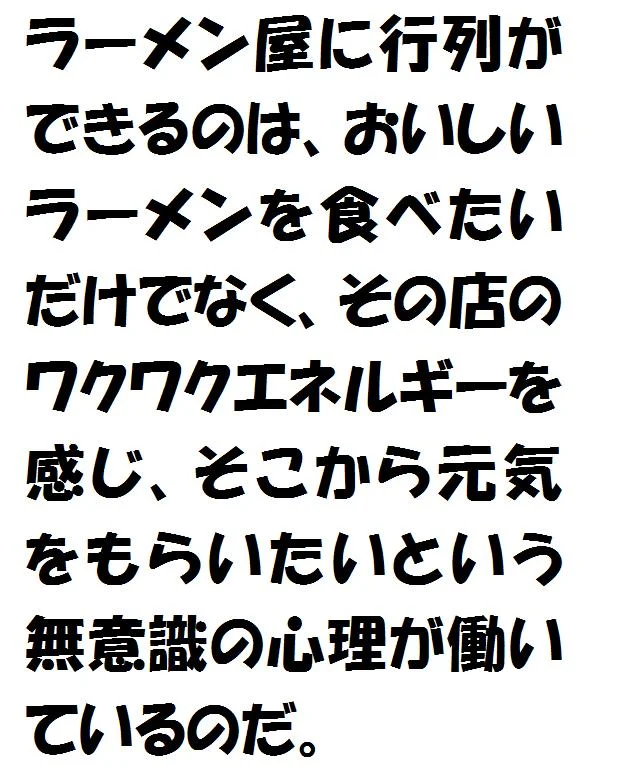 ラーメン屋に行列が
できるのは、おいしい
ラーメンを食べたい
だけでなく、その店の
ワクワクエネルギーを
感じ、そこから元気
をもらいたいという
無意識の心理が働い
ているのだ。